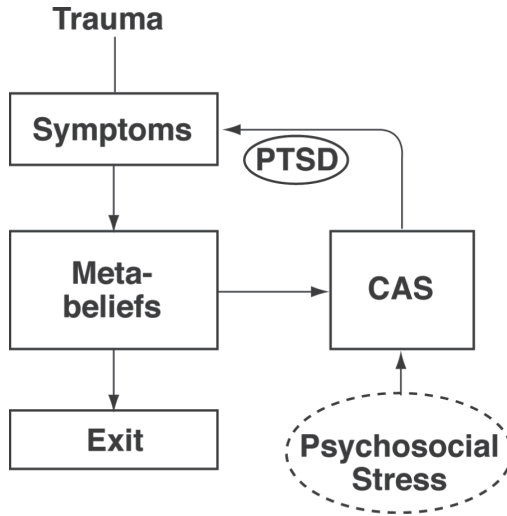 Trauma
Symptoms
PTSD
Meta-
beliefs
CAS
Exit
Psychosocial
Stress